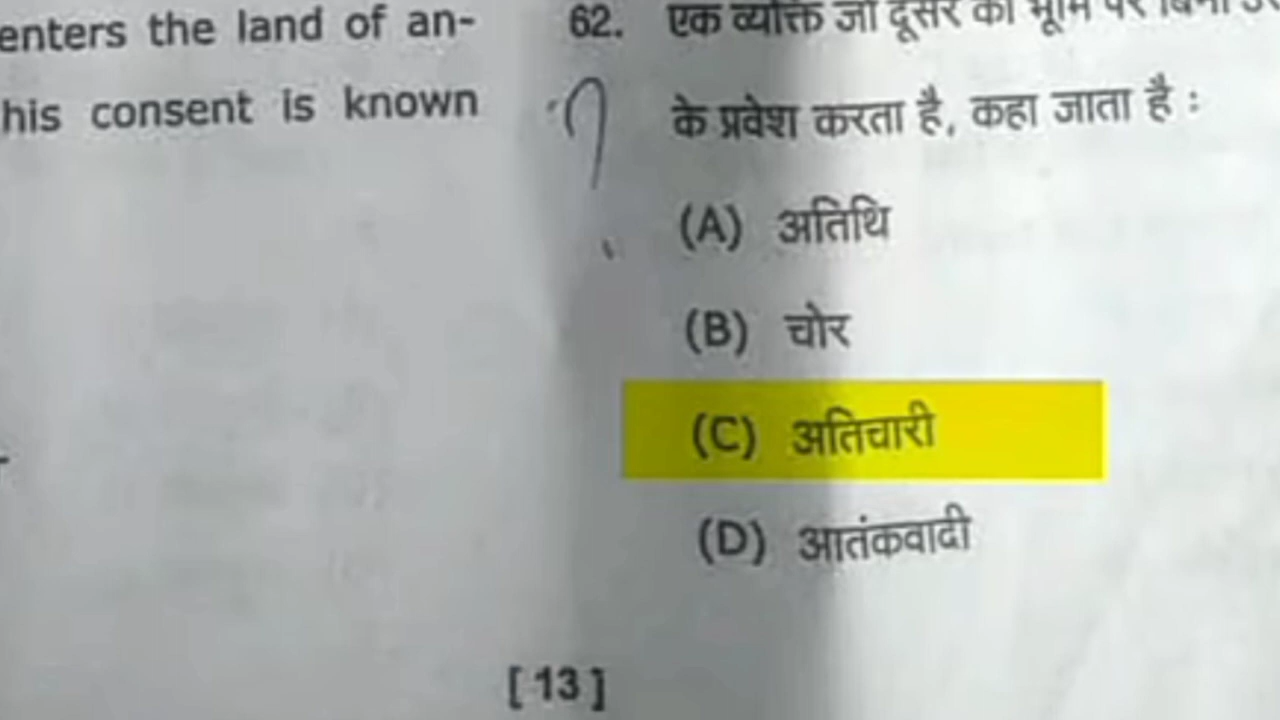 enters the land of an-
his consent is known
62. एक व्यक्ति जो दूसरे की भूमि पर बिना
के प्रवेश करता है, कहा जाता है :
(A) अतिथि
(B) चोर
(C) अतिचारी
(D) आतंकवादी
[13]